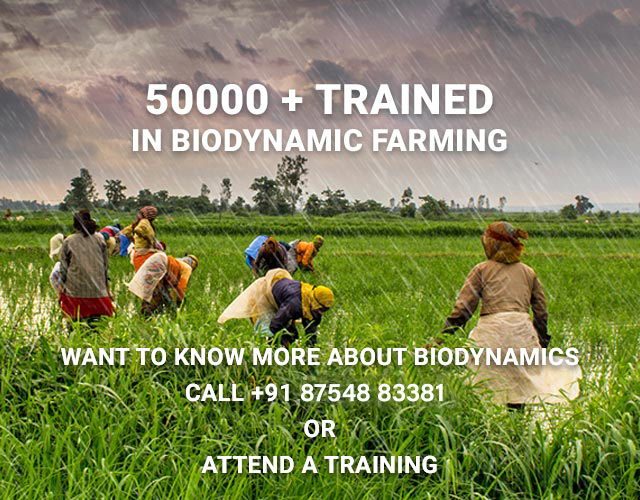 50000 + TRAINED
IN BIODYNAMIC FARMING
WANT TO KNOW MORE ABOUT BIODYNAMICS
CALL +91 87548 83381
OR
ATTEND A TRAINING